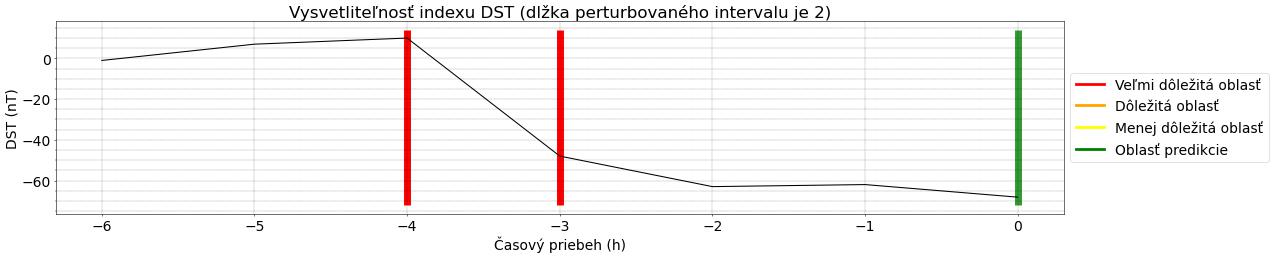 Vysvetliteľnosť indexu DST (dĺžka perturbovaného intervalu je 2)
DST (nT)
0
−20
−40
−60
−6 −5 −4 −3 −2 −1 0
Časový priebeh (h)
Veľmi dôležitá oblasť
Dôležitá oblasť
Menej dôležitá oblasť
Oblasť predikcie